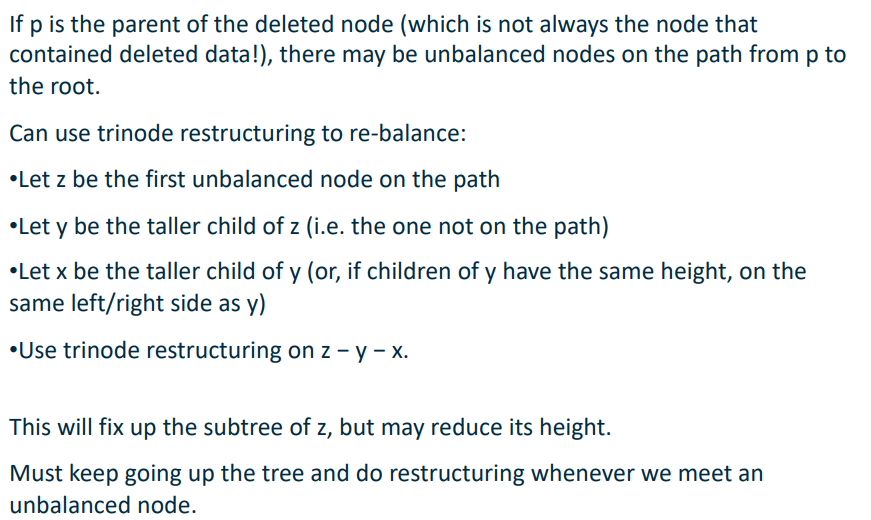 If p is the parent of the deleted node (which is not always the node that
contained deleted data!), there may be unbalanced nodes on the path from p to
the root.
Can use trinode restructuring to re-balance:
•Let z be the first unbalanced node on the path
•Let y be the taller child of z (i.e. the one not on the path)
•Let x be the taller child of y (or, if children of y have the same height, on the
same left/right side as y)
•Use trinode restructuring on z – y – x.
This will fix up the subtree of z, but may reduce its height.
Must keep going up the tree and do restructuring whenever we meet an
unbalanced node.